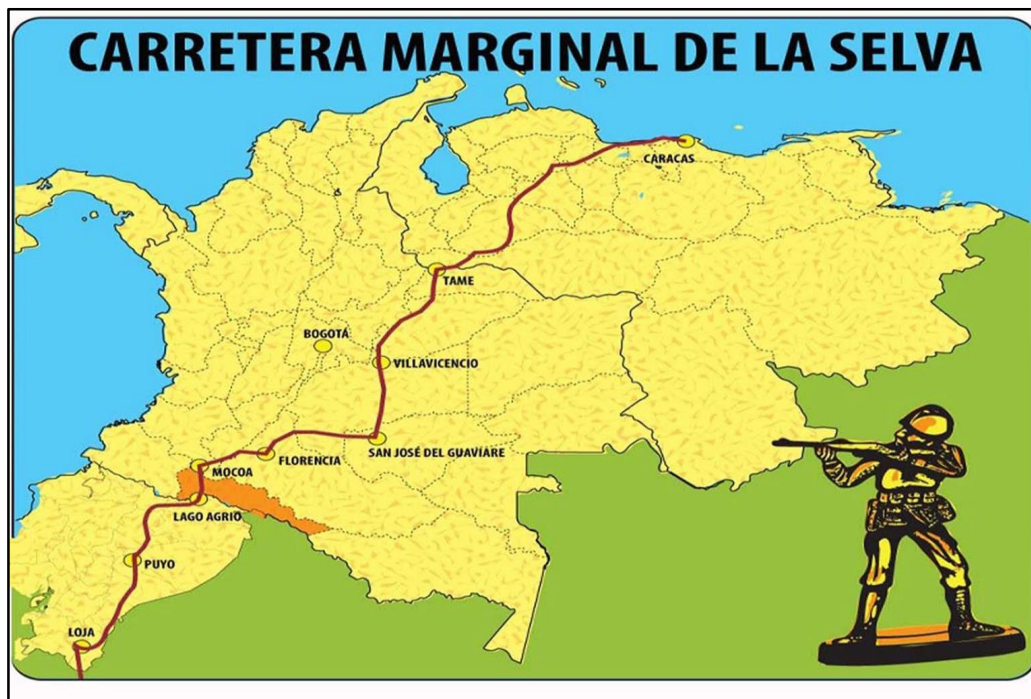 CARRETERA MARGINAL DE LA SELVA
CARACAS
TAME
BOGOTÁ
VILLAVICENCIO
SAN JOSÉ DEL GUAVIARE
FLORENCIA
MOCOA
LAGO AGRIO
PUYO
LOJA